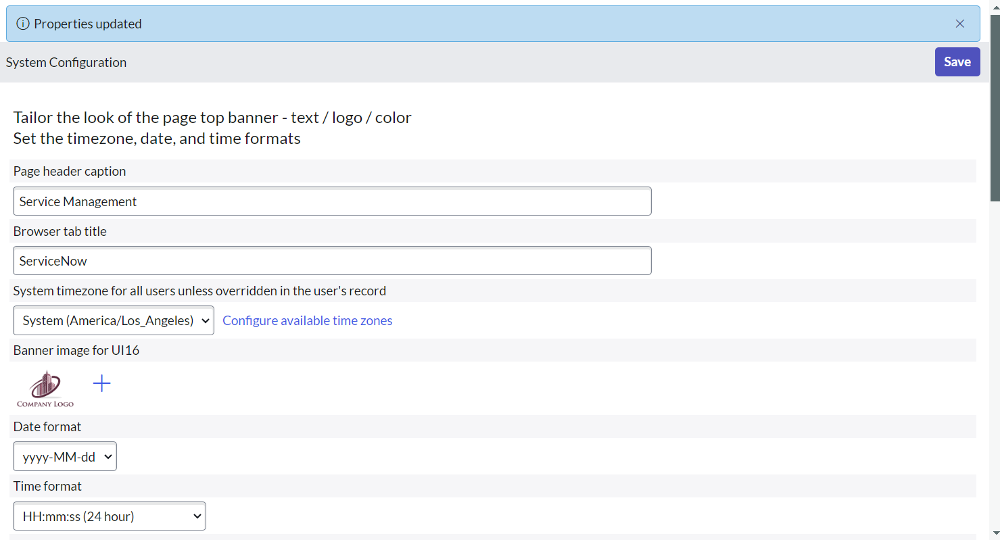 Properties updated
System Configuration
Save
Tailor the look of the page top banner - text / logo / color
Set the timezone, date, and time formats
Page header caption
Service Management
Browser tab title
ServiceNow
System timezone for all users unless overridden in the user's record
System (America/Los_Angeles) Configure available time zones
Banner image for UI16
COMPANY LOGO
Date format
yyyy-MM-dd
Time format
HH:mm:ss (24 hour)